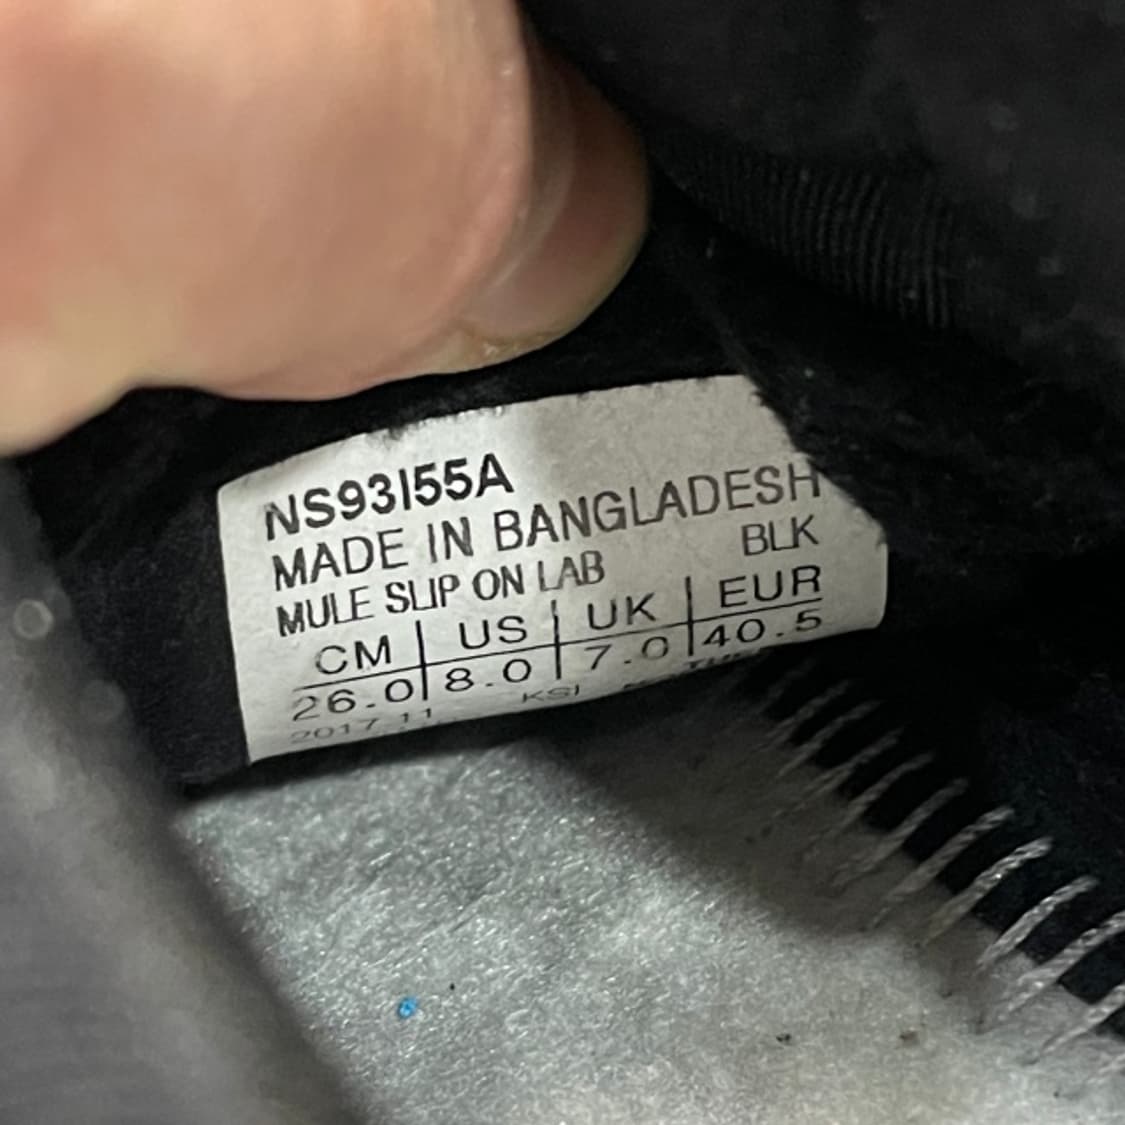 NS93I55A
MADE IN BANGLADESH
MULE SLIP ON LAB BLK
CM US UK EUR
26.0 8.0 7.0 40.5
2017.11 KSI